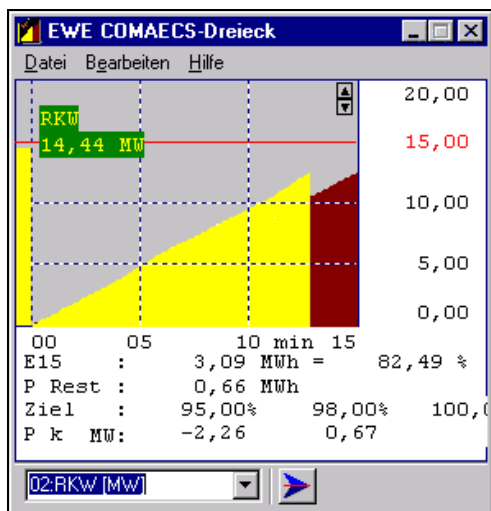 EWE COMAECS-Dreieck
Datei Bearbeiten Hilfe
20,00
RKW
14,44 MW
15,00
10,00
5,00
0,00
00 05 10 min 15
E15 : 3,09 MWh = 82,49 %
P Rest : 0,66 MWh
Ziel : 95,00% 98,00% 100,
P k MW: -2,26 0,67
02:RKW [MW]